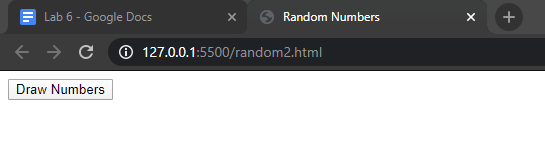 Lab 6 - Google Docs
Random Numbers
127.0.0.1:5500/random2.html
Draw Numbers